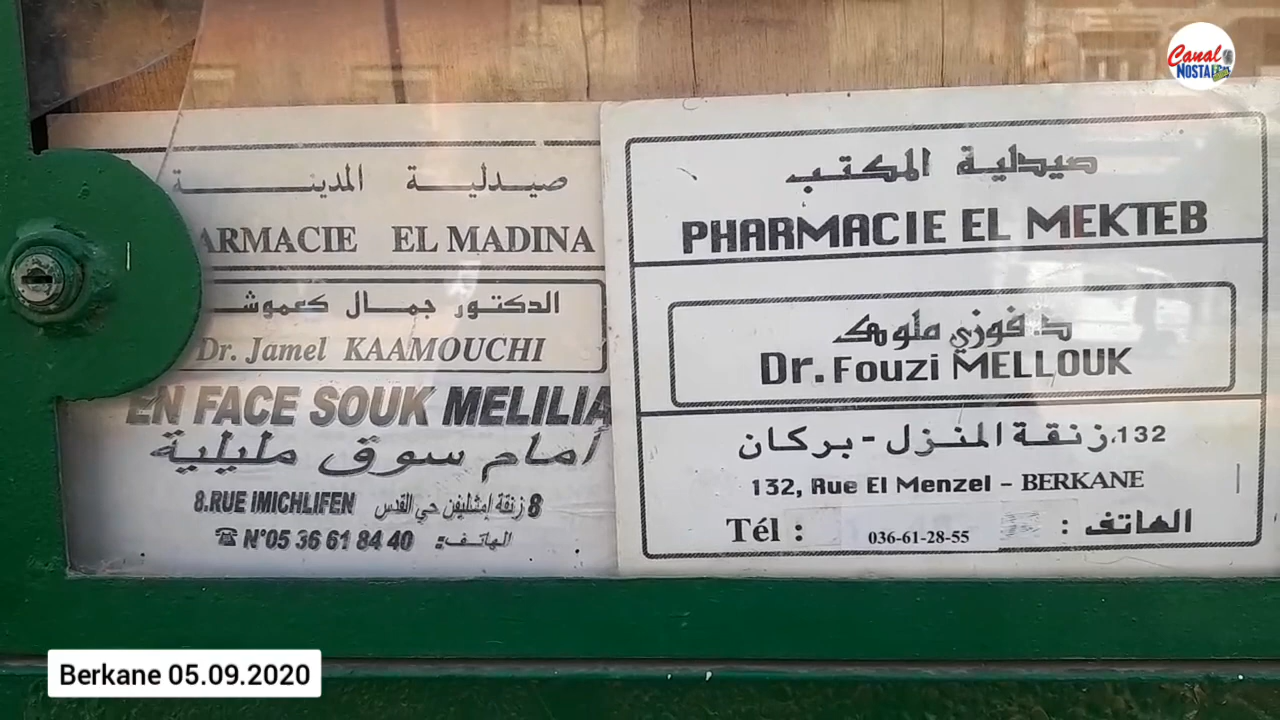 Canal NOSTALGIE
صيدلية المدينة
ARMACIE EL MADINA
الدكتور جمال كعموش
Dr. Jamel KAAMOUCHI
EN FACE SOUK MELILIA
أمام سوق مليلية
8.RUE IMICHLIFEN 8 زنقة إمشليفن حي القدس
☎ N°05 36 61 84 40 الهاتف:
صيدلية المكتب
PHARMACIE EL MEKTEB
د. فوزي ملوك
Dr. Fouzi MELLOUK
132، زنقة المنزل - بركان
132, Rue El Menzel - BERKANE
Tél : 036-61-28-55 الهاتف :
Berkane 05.09.2020